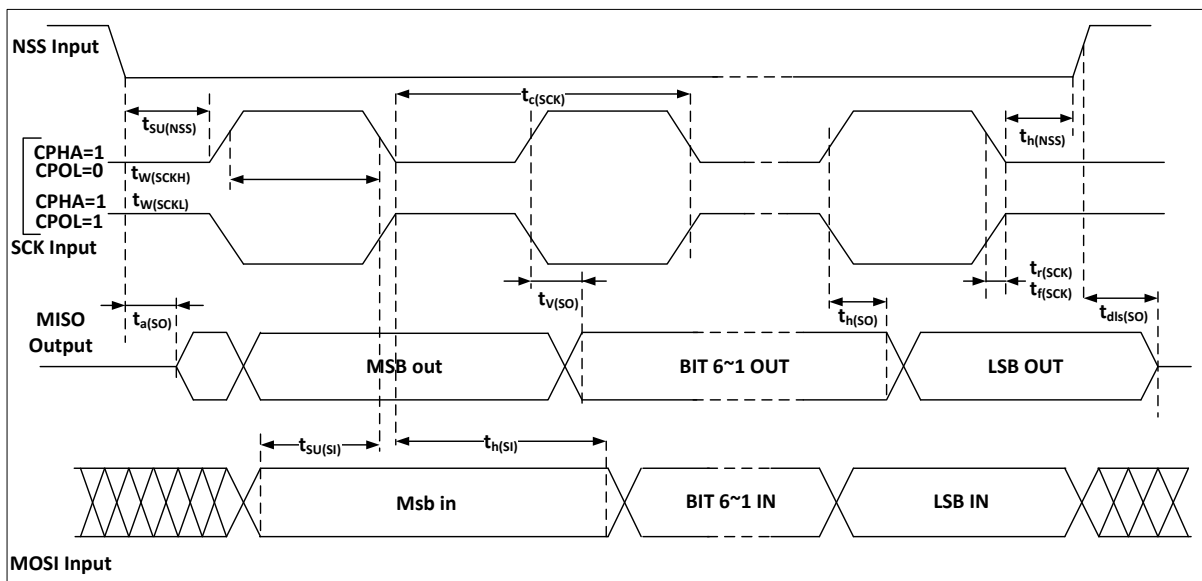 NSS Input
tSU(NSS)
tc(SCK)
th(NSS)
CPHA=1
CPOL=0
tW(SCKH)
CPHA=1
CPOL=1
tW(SCKL)
SCK Input
ta(SO)
tV(SO)
th(SO)
tr(SCK)
tf(SCK)
tdls(SO)
MISO
Output
MSB out
BIT 6~1 OUT
LSB OUT
tSU(SI)
th(SI)
Msb in
BIT 6~1 IN
LSB IN
MOSI Input